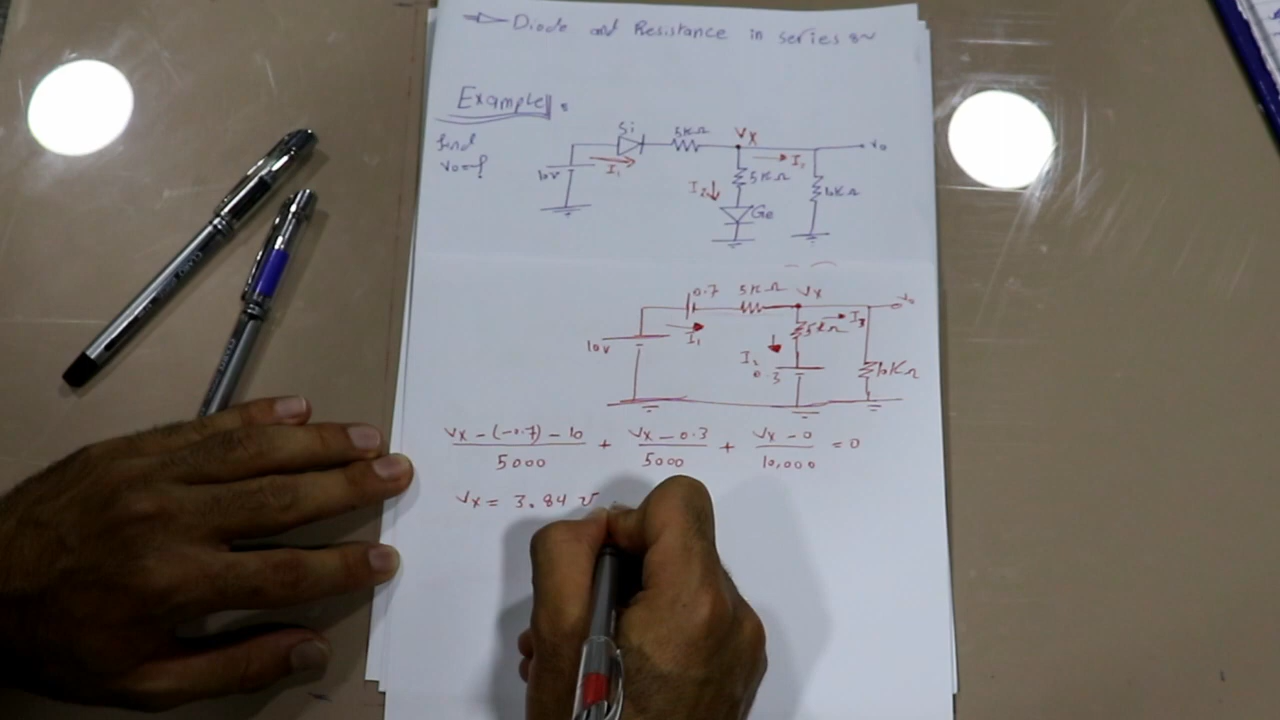 Diode and Resistance in series
Example:
find
Vo=?
Si
5KΩ
Vx
I1
10V
I2
5KΩ
Ge
10KΩ
Vo
0.7
5KΩ
Vx
Vo
10V
I1
I2
0.3
5KΩ
I3
10KΩ
Vx - (-0.7) - 10 / 5000 + Vx - 0.3 / 5000 + Vx - 0 / 10,000 = 0
Vx = 3.84 V